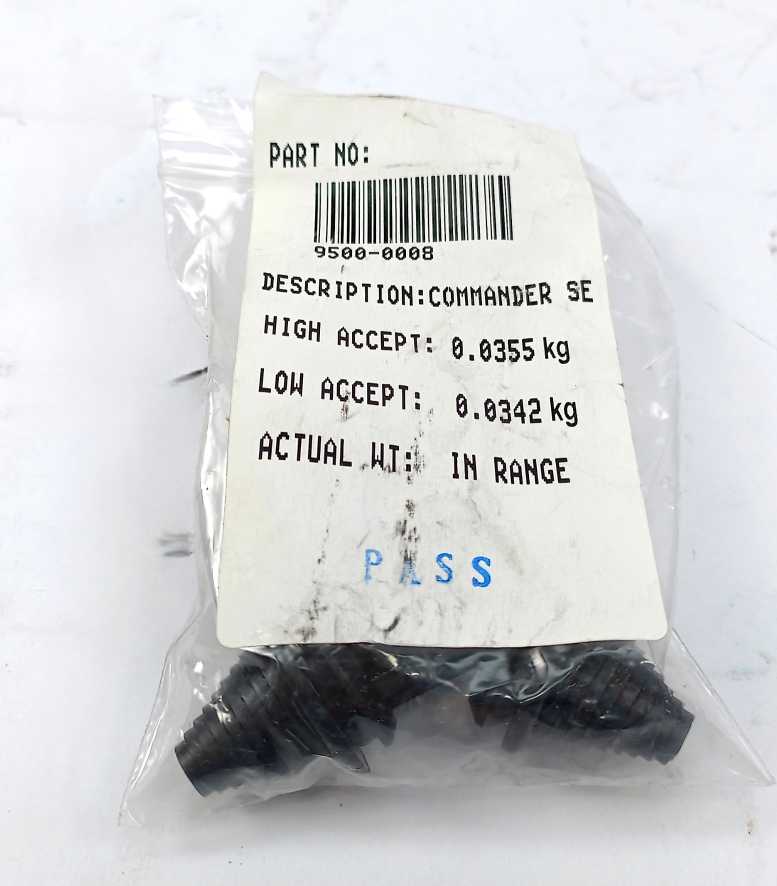 PART NO:
9500-0008
DESCRIPTION:COMMANDER SE
HIGH ACCEPT: 0.0355 kg
LOW ACCEPT: 0.0342 kg
ACTUAL WT: IN RANGE
PASS